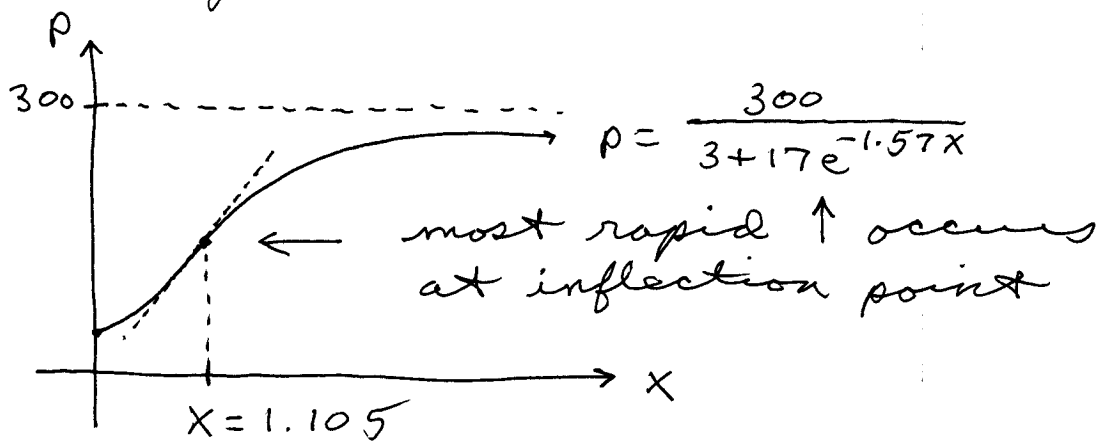 P
300
p = 300 / (3 + 17e^{-1.57x})
most rapid ↑ occurs
at inflection point
x
x = 1.105